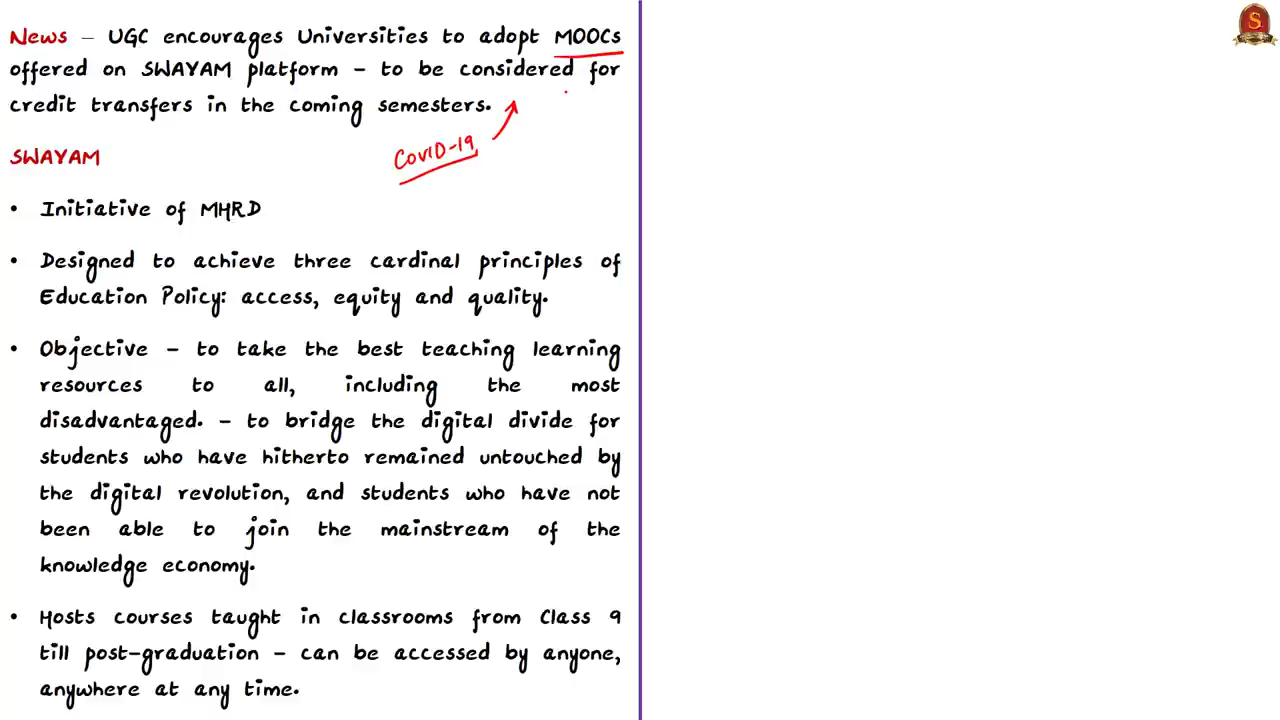 News – UGC encourages Universities to adopt MOOCs
offered on SWAYAM platform – to be considered for
credit transfers in the coming semesters.
COVID-19
SWAYAM
• Initiative of MHRD
• Designed to achieve three cardinal principles of
Education Policy: access, equity and quality.
• Objective – to take the best teaching learning
resources to all, including the most
disadvantaged. – to bridge the digital divide for
students who have hitherto remained untouched by
the digital revolution, and students who have not
been able to join the mainstream of the
knowledge economy.
• Hosts courses taught in classrooms from Class 9
till post-graduation – can be accessed by anyone,
anywhere at any time.
S